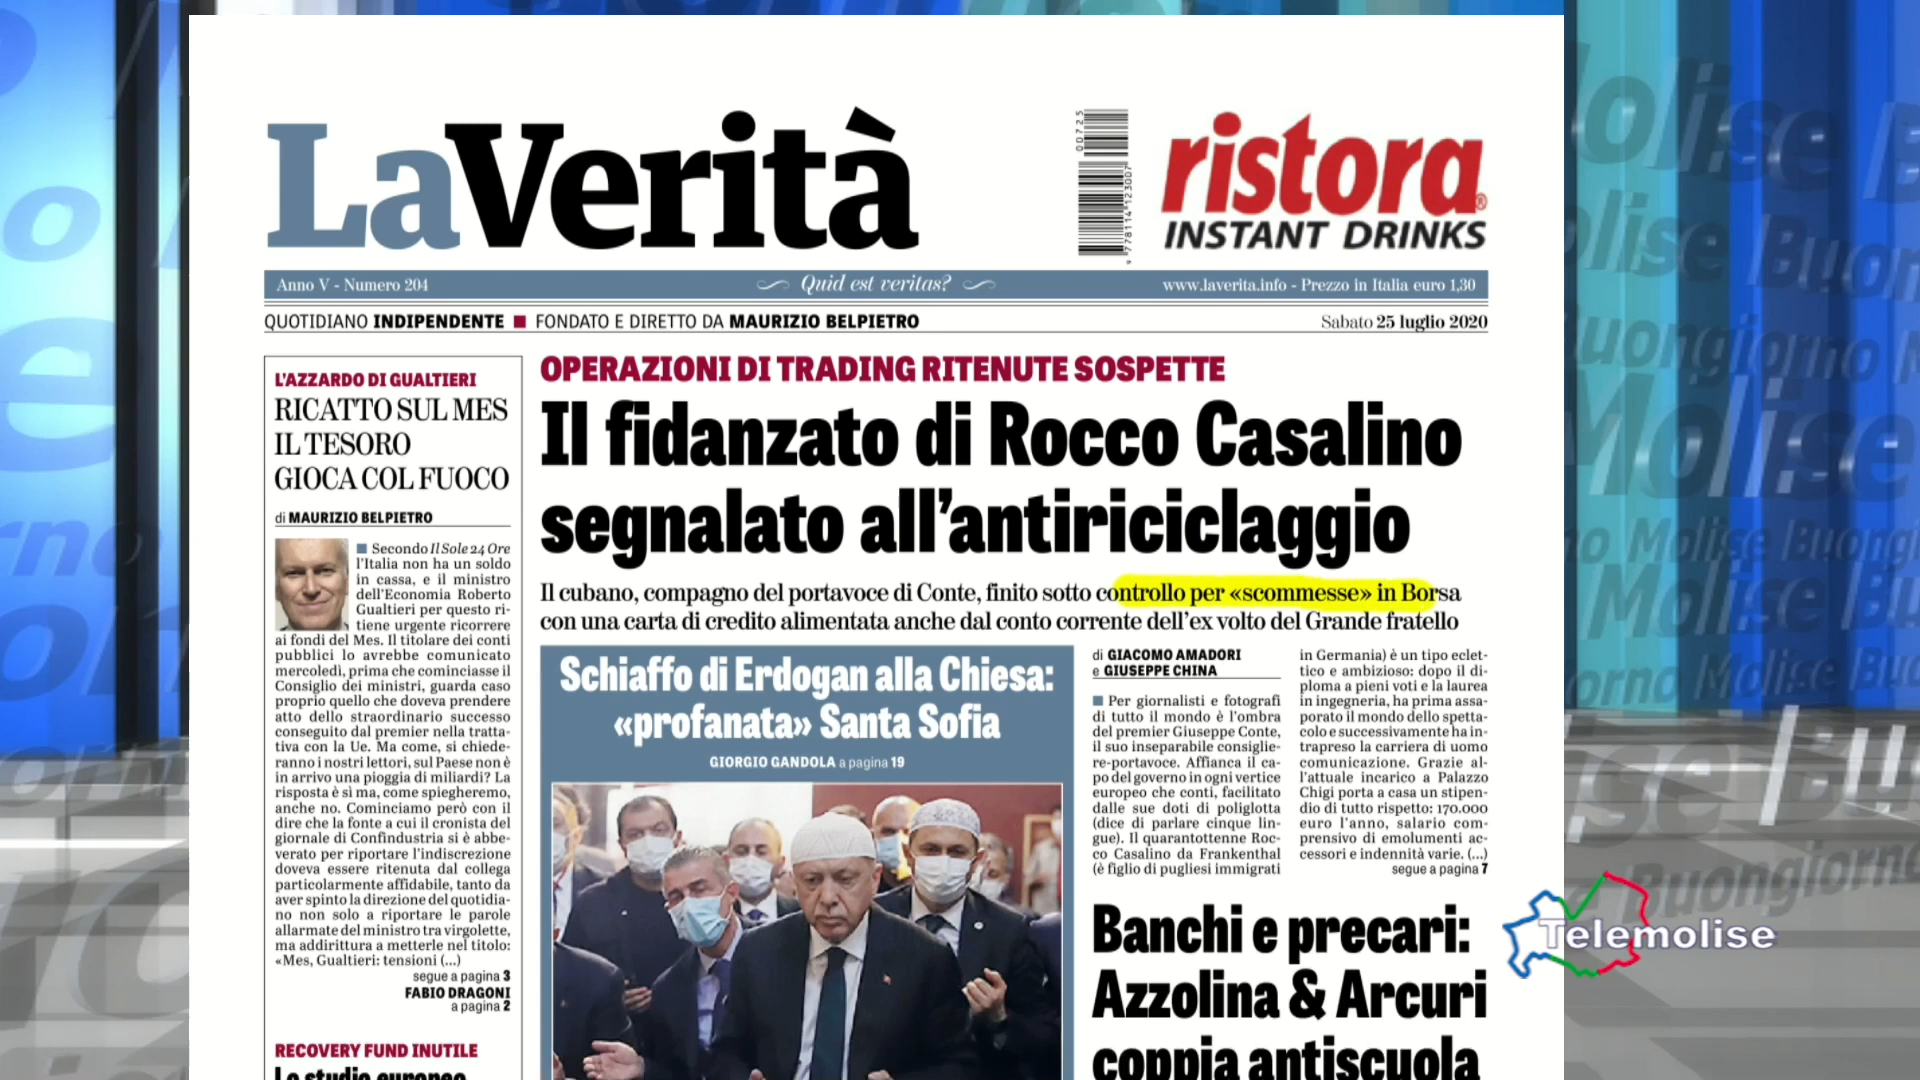 LaVerità
00725
9 778114 123007
ristora®
INSTANT DRINKS
Anno V - Numero 204
Quid est veritas?
www.laverita.info - Prezzo in Italia euro 1,30
QUOTIDIANO INDIPENDENTE ■ FONDATO E DIRETTO DA MAURIZIO BELPIETRO
Sabato 25 luglio 2020
L'AZZARDO DI GUALTIERI
RICATTO SUL MES
IL TESORO
GIOCA COL FUOCO
di MAURIZIO BELPIETRO
■ Secondo Il Sole 24 Ore
l'Italia non ha un soldo
in cassa, e il ministro
dell'Economia Roberto
Gualtieri per questo ri-
tiene urgente ricorrere
ai fondi del Mes. Il titolare dei conti
pubblici lo avrebbe comunicato
mercoledì, prima che cominciasse il
Consiglio dei ministri, guarda caso
proprio quello che doveva prendere
atto dello straordinario successo
conseguito dal premier nella tratta-
tiva con la Ue. Ma come, si chiede-
ranno i nostri lettori, sul Paese non è
in arrivo una pioggia di miliardi? La
risposta è sì ma, come spiegheremo,
anche no. Cominciamo però con il
dire che la fonte a cui il cronista del
giornale di Confindustria si è abbe-
verato per riportare l'indiscrezione
doveva essere ritenuta dal collega
particolarmente affidabile, tanto da
aver spinto la direzione del quotidia-
no non solo a riportare le parole
allarmate del ministro tra virgolette,
ma addirittura a metterle nel titolo:
«Mes, Gualtieri: tensioni (...)
segue a pagina 3
FABIO DRAGONI
a pagina 2
RECOVERY FUND INUTILE
Lo studio europeo
OPERAZIONI DI TRADING RITENUTE SOSPETTE
Il fidanzato di Rocco Casalino
segnalato all'antiriciclaggio
Il cubano, compagno del portavoce di Conte, finito sotto controllo per «scommesse» in Borsa
con una carta di credito alimentata anche dal conto corrente dell'ex volto del Grande fratello
Schiaffo di Erdogan alla Chiesa:
«profanata» Santa Sofia
GIORGIO GANDOLA a pagina 19
di GIACOMO AMADORI
e GIUSEPPE CHINA
■ Per giornalisti e fotografi
di tutto il mondo è l'ombra
del premier Giuseppe Conte,
il suo inseparabile consiglie-
re-portavoce. Affianca il ca-
po del governo in ogni vertice
europeo che conti, facilitato
dalle sue doti di poliglotta
(dice di parlare cinque lin-
gue). Il quarantottenne Roc-
co Casalino da Frankenthal
(è figlio di pugliesi immigrati
in Germania) è un tipo eclet-
tico e ambizioso: dopo il di-
ploma a pieni voti e la laurea
in ingegneria, ha prima assa-
porato il mondo dello spetta-
colo e successivamente ha in-
trapreso la carriera di uomo
comunicazione. Grazie al-
l'attuale incarico a Palazzo
Chigi porta a casa un stipen-
dio di tutto rispetto: 170.000
euro l'anno, salario com-
prensivo di emolumenti ac-
cessori e indennità varie. (...)
segue a pagina 7
Banchi e precari:
Azzolina & Arcuri
coppia antiscuola
Telemolise
Molise Buon
Buongiorno M
Molise
no Molise Buongi
orno Molise Buo
Buongiorno